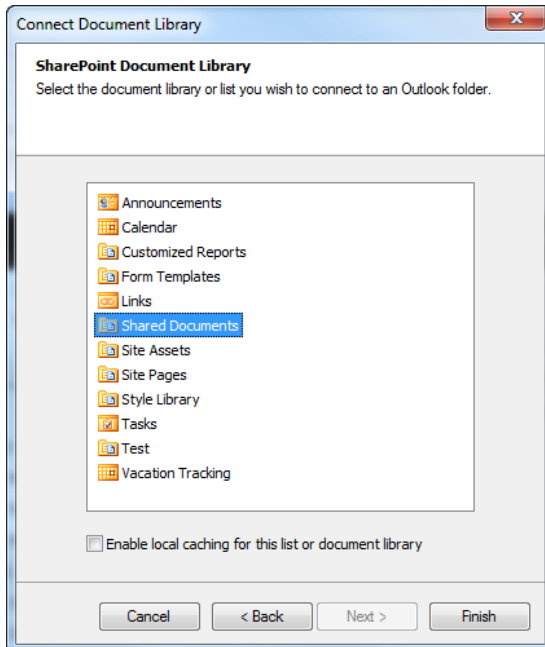 Connect Document Library
SharePoint Document Library
Select the document library or list you wish to connect to an Outlook folder.
Announcements
Calendar
Customized Reports
Form Templates
Links
Shared Documents
Site Assets
Site Pages
Style Library
Tasks
Test
Vacation Tracking
Enable local caching for this list or document library
Cancel < Back Next > Finish